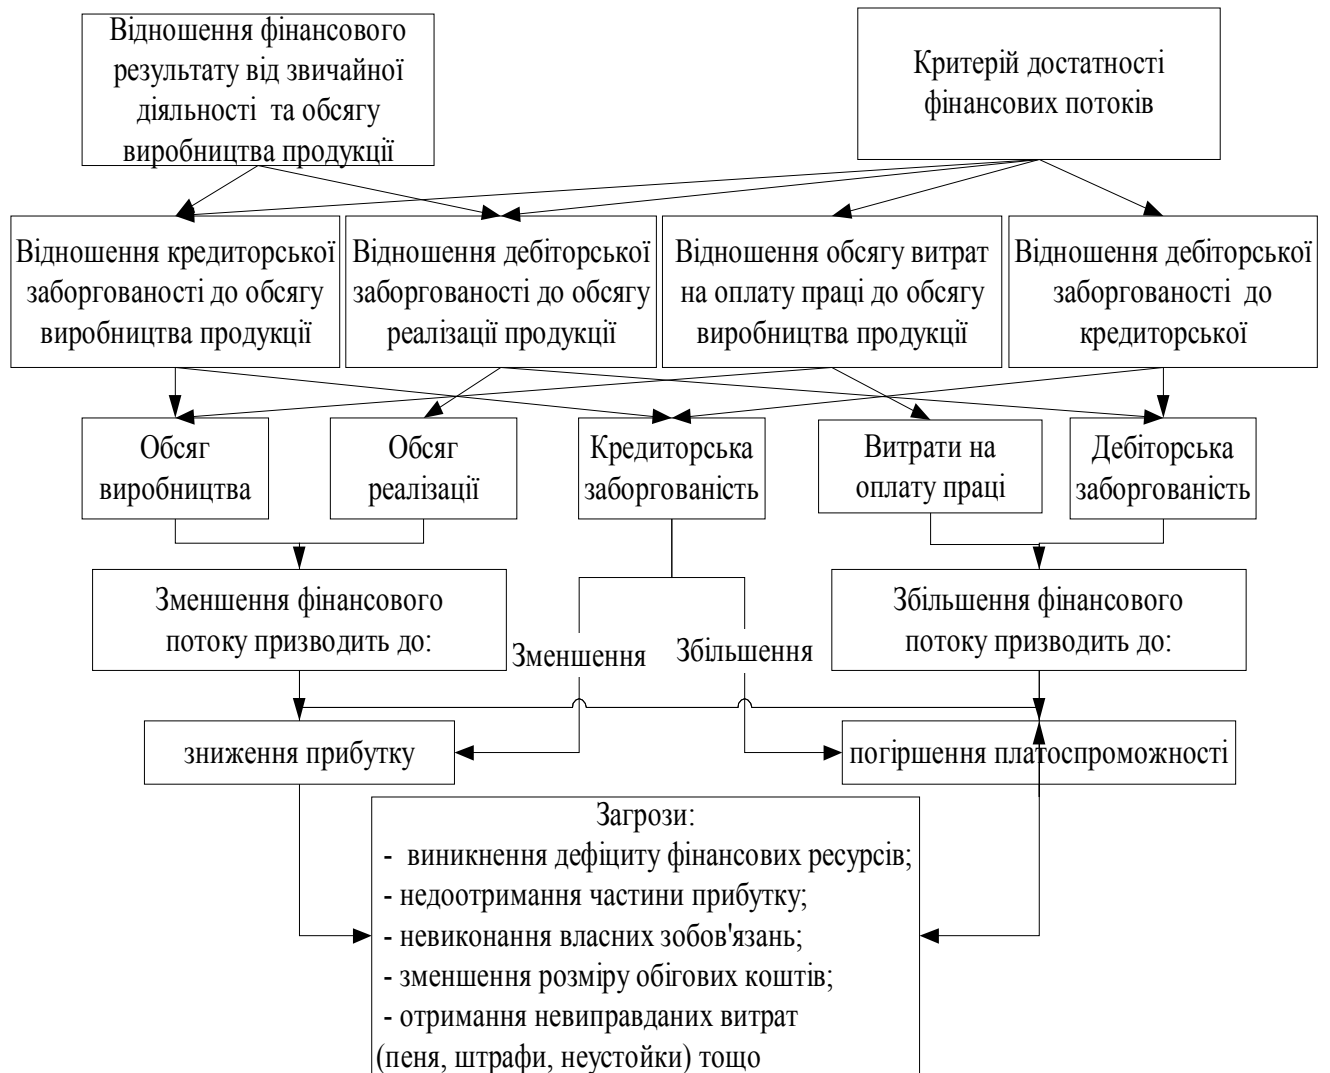 Відношення фінансового
результату від звичайної
діяльності та обсягу
виробництва продукції
Критерій достатності
фінансових потоків
Відношення кредиторської
заборгованості до обсягу
виробництва продукції
Відношення дебіторської
заборгованості до обсягу
реалізації продукції
Відношення обсягу витрат
на оплату праці до обсягу
виробництва продукції
Відношення дебіторської
заборгованості до
кредиторської
Обсяг
виробництва
Обсяг
реалізації
Кредиторська
заборгованість
Витрати на
оплату праці
Дебіторська
заборгованість
Зменшення фінансового
потоку призводить до:
Зменшення
Збільшення
Збільшення фінансового
потоку призводить до:
зниження прибутку
погіршення платоспроможності
Загрози:
- виникнення дефіциту фінансових ресурсів;
- недоотримання частини прибутку;
- невиконання власних зобов'язань;
- зменшення розміру обігових коштів;
- отримання невиправданих витрат
(пеня, штрафи, неустойки) тощо